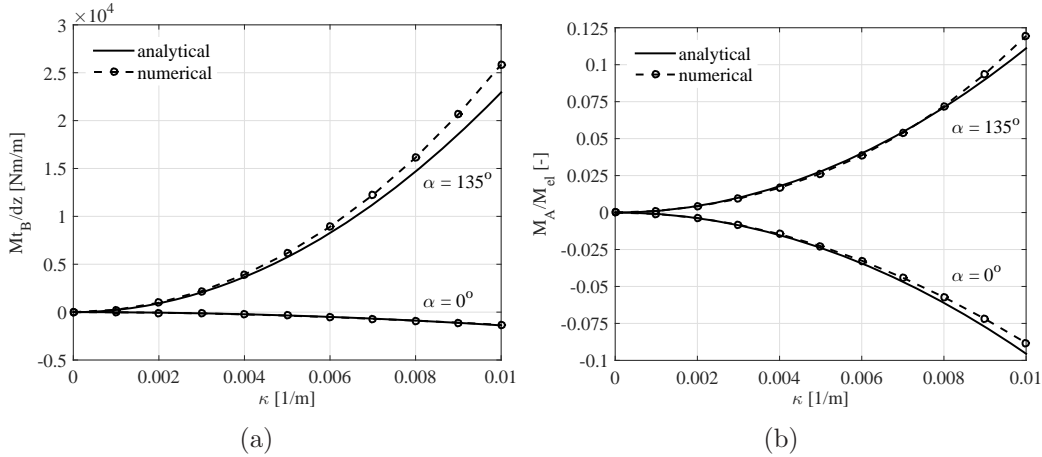 ×10⁴
3
2.5
2
1.5
1
0.5
0
-0.5
Mt_B/dz [Nm/m]
analytical
numerical
α = 135°
α = 0°
0 0.002 0.004 0.006 0.008 0.01
κ [1/m]
(a)
0.125
0.1
0.075
0.05
0.025
0
-0.025
-0.05
-0.075
-0.1
M_A/M_el [-]
analytical
numerical
α = 135°
α = 0°
0 0.002 0.004 0.006 0.008 0.01
κ [1/m]
(b)